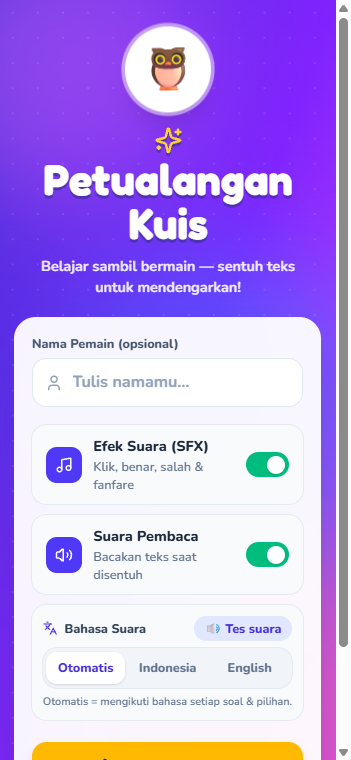 Petualangan
Kuis
Belajar sambil bermain — sentuh teks
untuk mendengarkan!
Nama Pemain (opsional)
Tulis namamu...
Efek Suara (SFX)
Klik, benar, salah &
fanfare
Suara Pembaca
Bacakan teks saat
disentuh
Bahasa Suara
Tes suara
Otomatis
Indonesia
English
Otomatis = mengikuti bahasa setiap soal & pilihan.